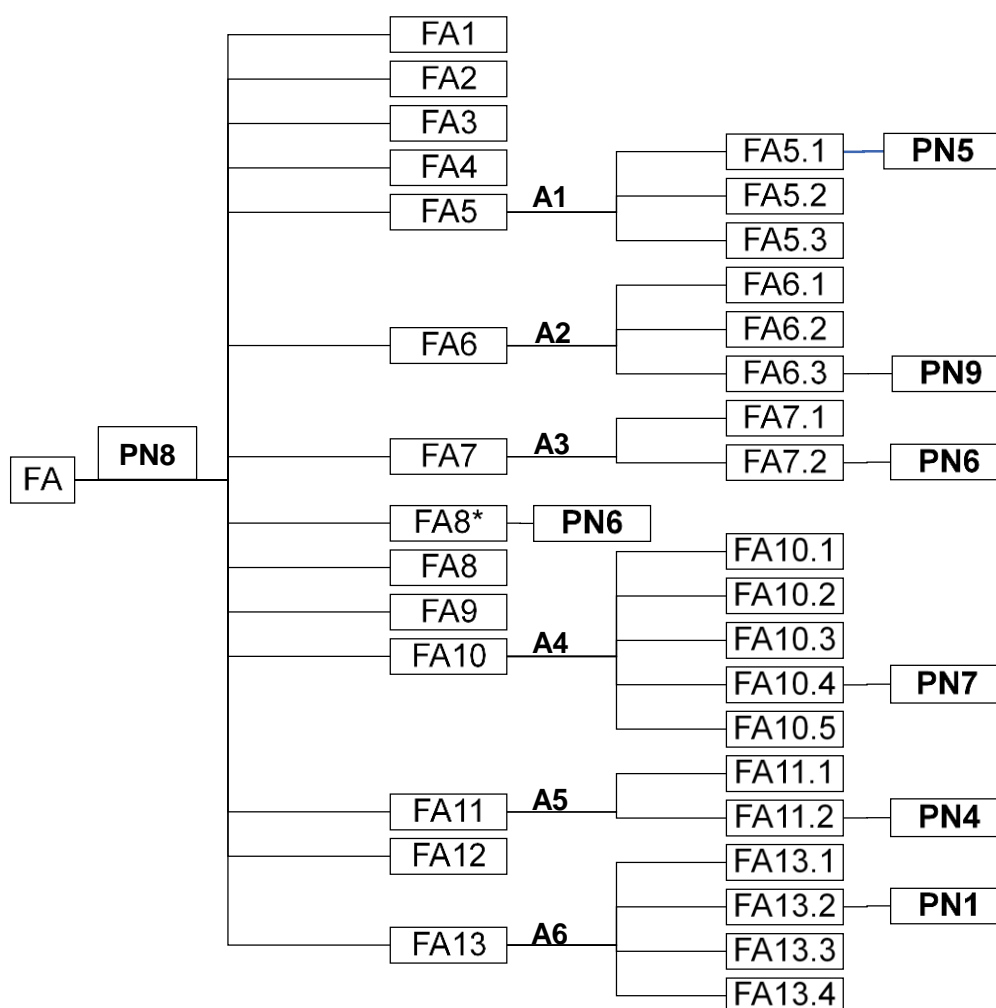 FA1
FA2
FA3
FA4
FA5.1 PN5
FA5.2
FA5 A1
FA5.3
FA6.1
FA6.2
FA6 A2
FA6.3 PN9
FA7.1
FA7 A3
FA7.2 PN6
FA PN8
FA8* PN6
FA10.1
FA8
FA10.2
FA9
FA10.3
FA10 A4
FA10.4 PN7
FA10.5
FA11.1
FA11 A5
FA11.2 PN4
FA12
FA13.1
FA13.2 PN1
FA13 A6
FA13.3
FA13.4